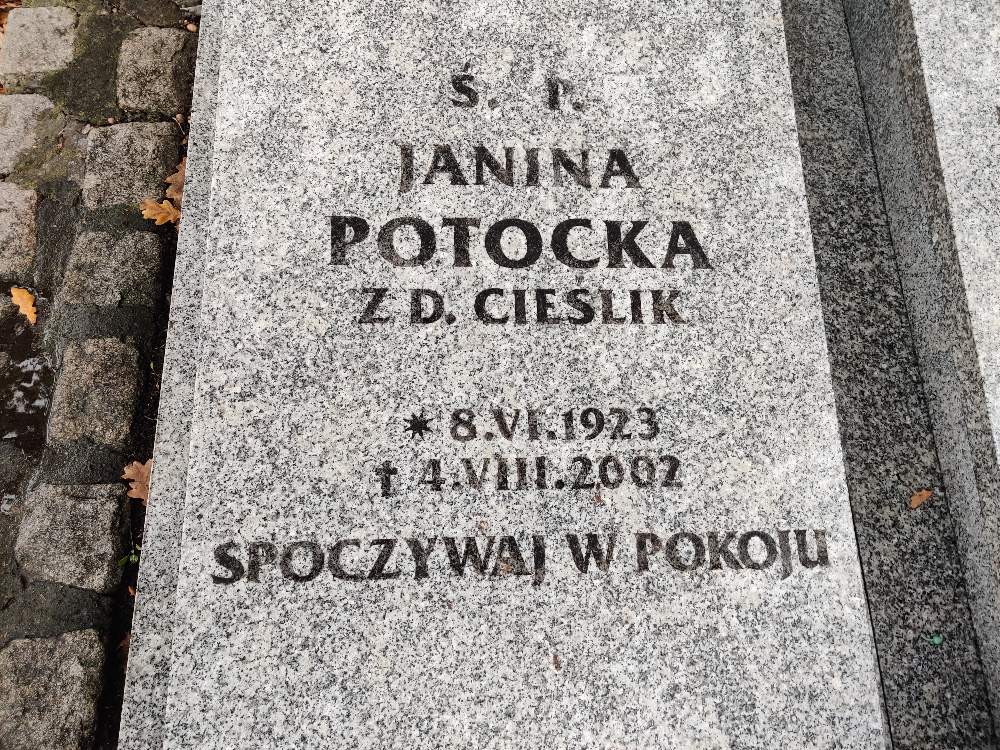 Ś. P.
JANINA
POTOCKA
Z D. CIEŚLIK
✷ 8.VI.1923
† 4.VIII.2002
SPOCZYWAJ W POKOJU